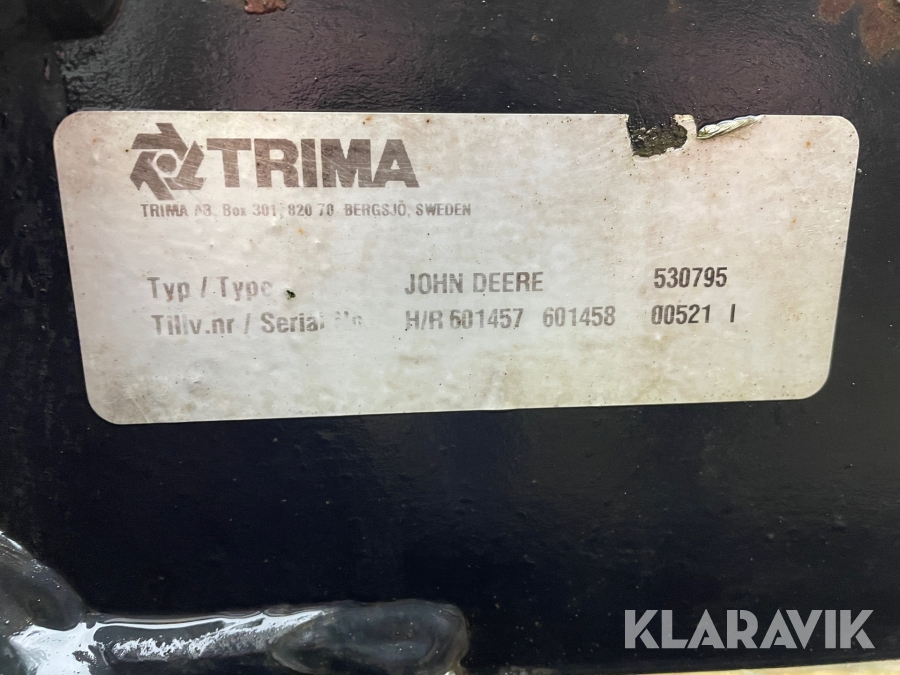 TRIMA
TRIMA AB, Box 301, 820 70 BERGSJÖ, SWEDEN
Typ / Type JOHN DEERE 530795
Tillv.nr / Serial H/R 601457 601458 00521 I
KLARAVIK